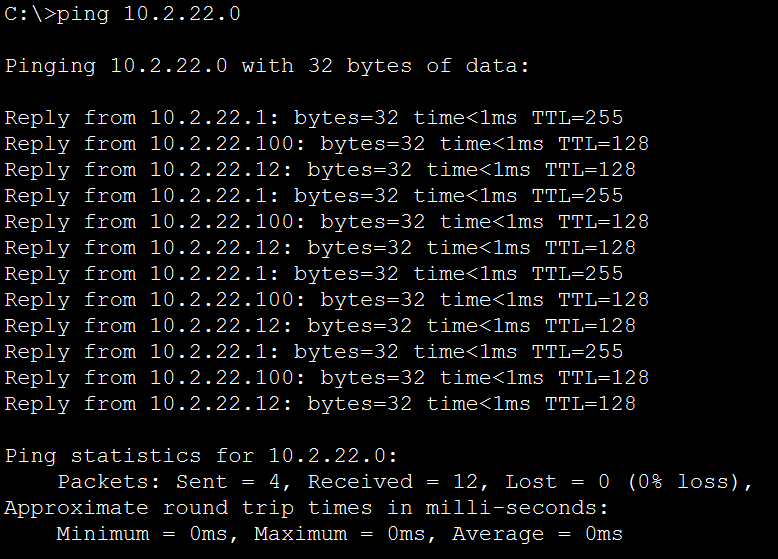 C:\>ping 10.2.22.0
Pinging 10.2.22.0 with 32 bytes of data:
Reply from 10.2.22.1: bytes=32 time<1ms TTL=255
Reply from 10.2.22.100: bytes=32 time<1ms TTL=128
Reply from 10.2.22.12: bytes=32 time<1ms TTL=128
Reply from 10.2.22.1: bytes=32 time<1ms TTL=255
Reply from 10.2.22.100: bytes=32 time<1ms TTL=128
Reply from 10.2.22.12: bytes=32 time<1ms TTL=128
Reply from 10.2.22.1: bytes=32 time<1ms TTL=255
Reply from 10.2.22.100: bytes=32 time<1ms TTL=128
Reply from 10.2.22.12: bytes=32 time<1ms TTL=128
Reply from 10.2.22.1: bytes=32 time<1ms TTL=255
Reply from 10.2.22.100: bytes=32 time<1ms TTL=128
Reply from 10.2.22.12: bytes=32 time<1ms TTL=128
Ping statistics for 10.2.22.0:
    Packets: Sent = 4, Received = 12, Lost = 0 (0% loss),
Approximate round trip times in milli-seconds:
    Minimum = 0ms, Maximum = 0ms, Average = 0ms